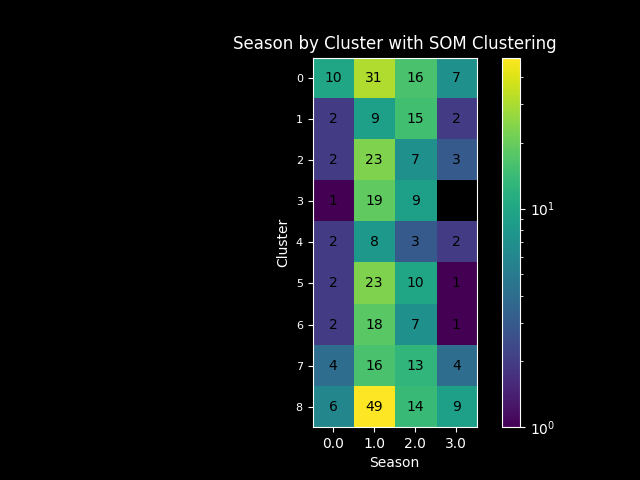 Season by Cluster with SOM Clustering
0 10 31 16 7
1 2 9 15 2
2 2 23 7 3
3 1 19 9
4 2 8 3 2
5 2 23 10 1
6 2 18 7 1
7 4 16 13 4
8 6 49 14 9
0.0 1.0 2.0 3.0
Season
Cluster
10¹
10⁰